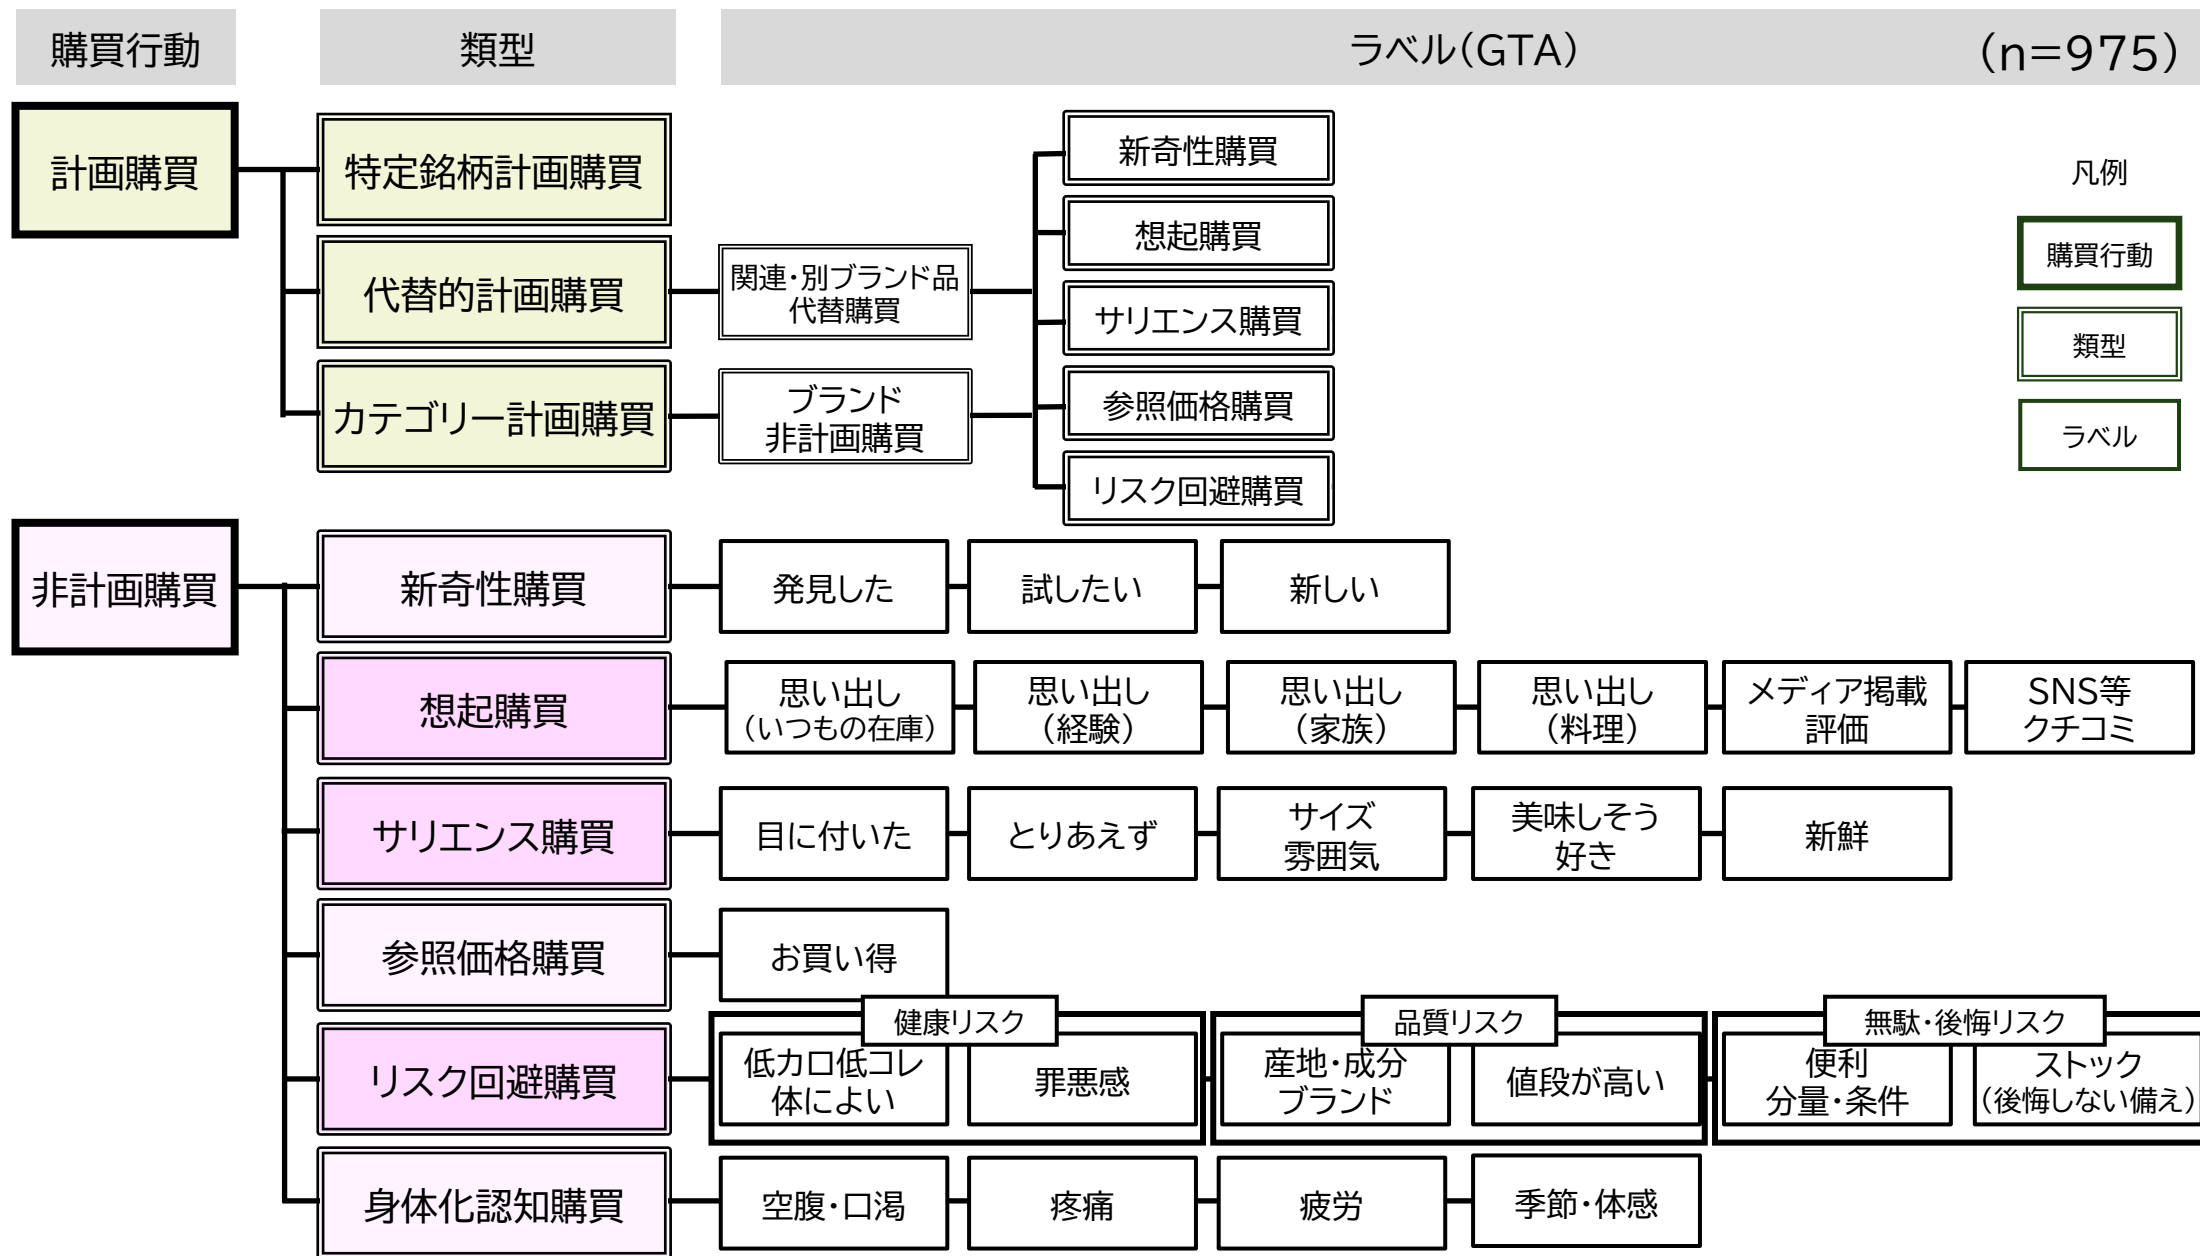 購買行動
類型
ラベル(GTA)
(n=975)
計画購買
特定銘柄計画購買
代替的計画購買
カテゴリー計画購買
関連・別ブランド品
代替購買
ブランド
非計画購買
新奇性購買
想起購買
サリエンス購買
参照価格購買
リスク回避購買
凡例
購買行動
類型
ラベル
非計画購買
新奇性購買
発見した
試したい
新しい
想起購買
思い出し
(いつもの在庫)
思い出し
(経験)
思い出し
(家族)
思い出し
(料理)
メディア掲載
評価
SNS等
クチコミ
サリエンス購買
目に付いた
とりあえず
サイズ
雰囲気
美味しそう
好き
新鮮
参照価格購買
お買い得
リスク回避購買
健康リスク
低カロ低コレ
体によい
罪悪感
品質リスク
産地・成分
ブランド
値段が高い
無駄・後悔リスク
便利
分量・条件
ストック
(後悔しない備え)
身体化認知購買
空腹・口渇
疼痛
疲労
季節・体感